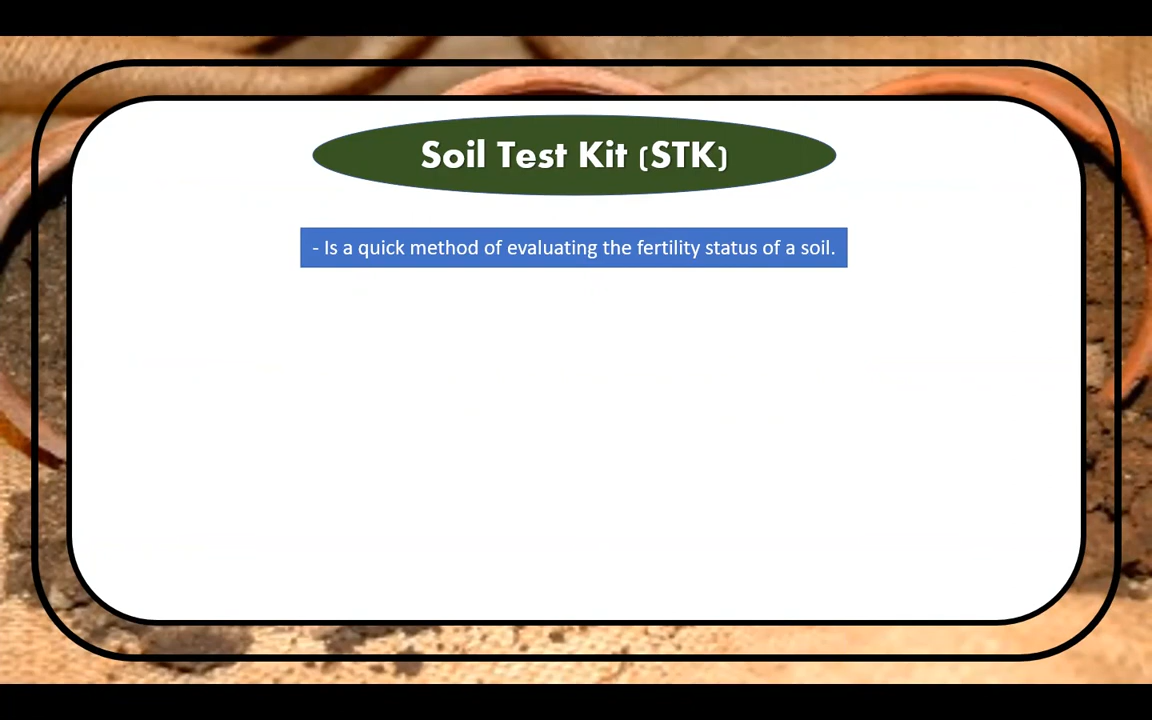 Soil Test Kit (STK)
- Is a quick method of evaluating the fertility status of a soil.